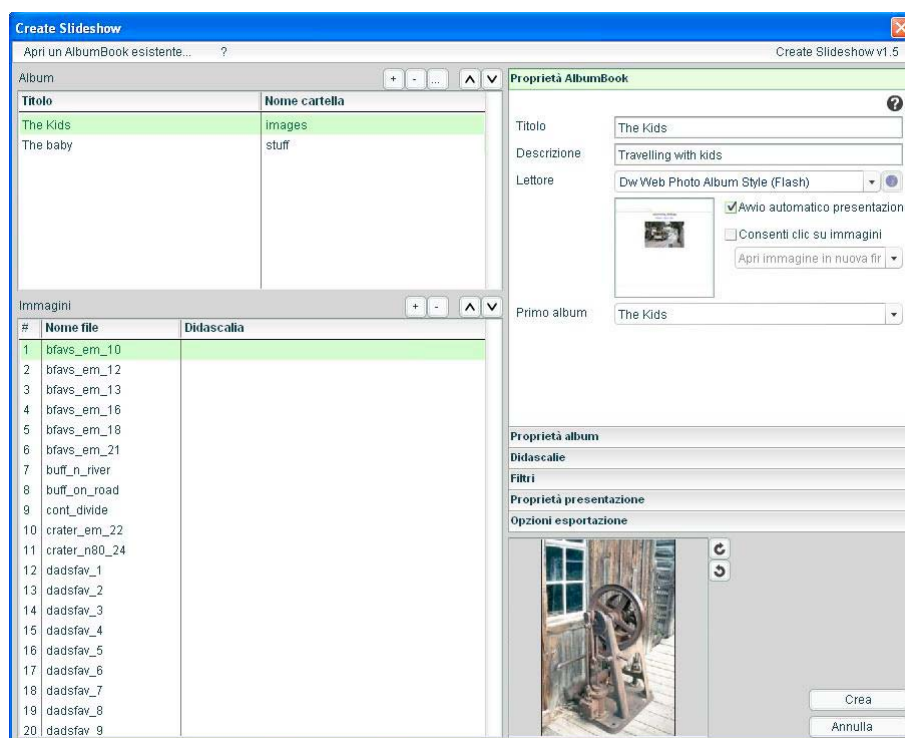 Create Slideshow
Apri un AlbumBook esistente... ?
Create Slideshow v1.5
Album + - ...
Titolo Nome cartella
The Kids images
The baby stuff
Immagini + -
# Nome file Didascalia
1 bfavs_em_10
2 bfavs_em_12
3 bfavs_em_13
4 bfavs_em_16
5 bfavs_em_18
6 bfavs_em_21
7 buff_n_river
8 buff_on_road
9 cont_divide
10 crater_em_22
11 crater_n80_24
12 dadsfav_1
13 dadsfav_2
14 dadsfav_3
15 dadsfav_4
16 dadsfav_5
17 dadsfav_6
18 dadsfav_7
19 dadsfav_8
20 dadsfav_9
Proprietà AlbumBook
?
Titolo The Kids
Descrizione Travelling with kids
Lettore Dw Web Photo Album Style (Flash)
Avvio automatico presentazion
Consenti clic su immagini
Apri immagine in nuova fir
Primo album The Kids
Proprietà album
Didascalie
Filtri
Proprietà presentazione
Opzioni esportazione
Crea
Annulla